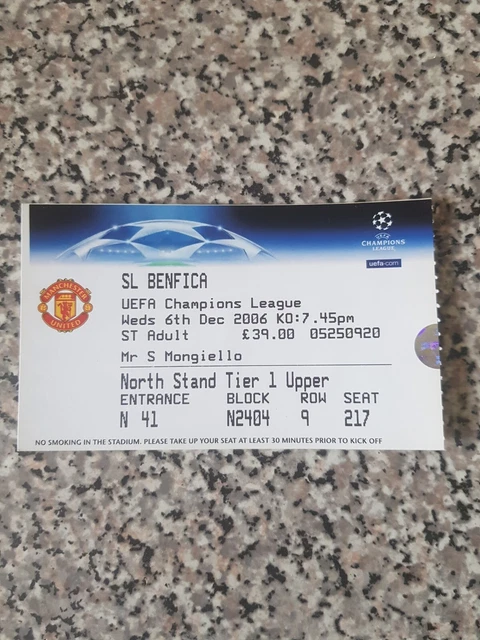 UEFA
CHAMPIONS
LEAGUE
uefa.com
MANCHESTER
UNITED
SL BENFICA
UEFA Champions League
Weds 6th Dec 2006 KO:7.45pm
ST Adult £39.00 05250920
Mr S Mongiello
North Stand Tier 1 Upper
ENTRANCE BLOCK ROW SEAT
N 41 N2404 9 217
NO SMOKING IN THE STADIUM. PLEASE TAKE UP YOUR SEAT AT LEAST 30 MINUTES PRIOR TO KICK OFF